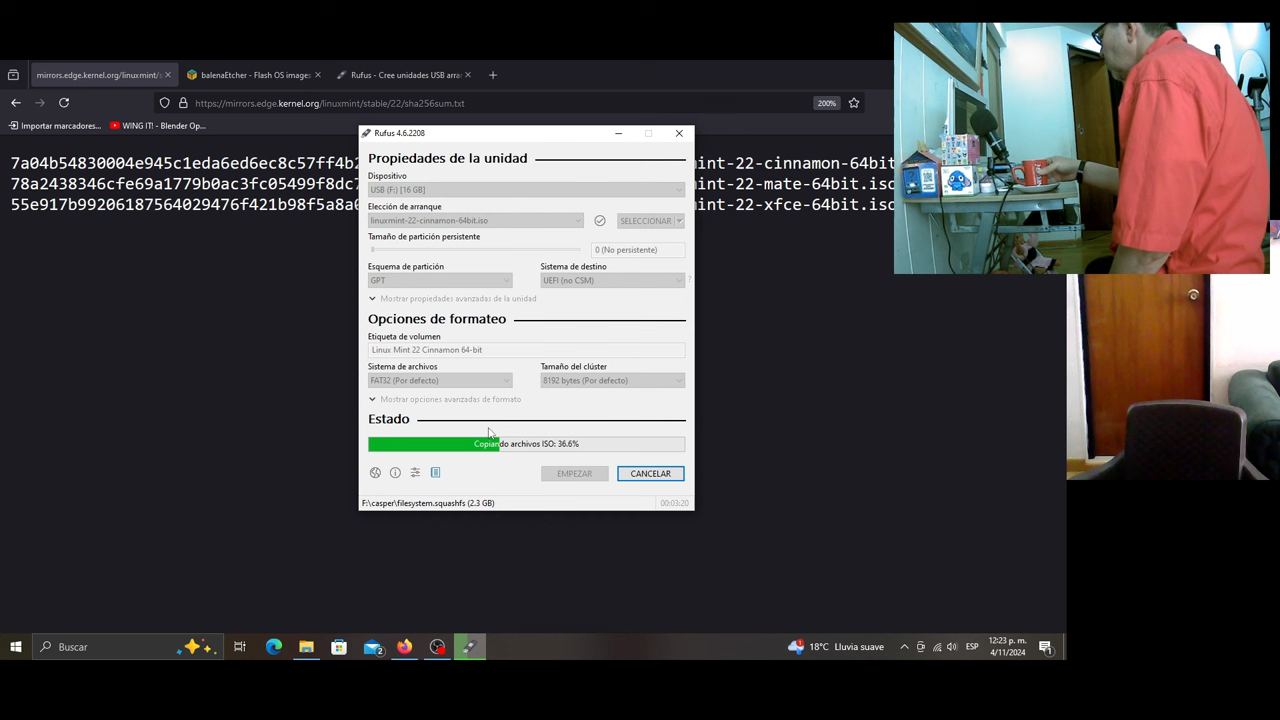 mirrors.edge.kernel.org/linuxmint/s
balenaEtcher - Flash OS images
Rufus - Cree unidades USB arra
https://mirrors.edge.kernel.org/linuxmint/stable/22/sha256sum.txt
200%
Importar marcadores...
WING IT! - Blender Op...
7a04b54830004e945c1eda6ed6ec8c57ff4b2
78a2438346cfe69a1779b0ac3fc05499f8dc7
55e917b99206187564029476f421b98f5a8a0
mint-22-cinnamon-64bit
mint-22-mate-64bit.iso
mint-22-xfce-64bit.iso
Rufus 4.6.2208
Propiedades de la unidad
Dispositivo
USB (F:) [16 GB]
Elección de arranque
linuxmint-22-cinnamon-64bit.iso
SELECCIONAR
Tamaño de partición persistente
0 (No persistente)
Esquema de partición
Sistema de destino
GPT
UEFI (no CSM)
?
Mostrar propiedades avanzadas de la unidad
Opciones de formateo
Etiqueta de volumen
Linux Mint 22 Cinnamon 64-bit
Sistema de archivos
Tamaño del clúster
FAT32 (Por defecto)
8192 bytes (Por defecto)
Mostrar opciones avanzadas de formato
Estado
Copiando archivos ISO: 36.6%
EMPEZAR
CANCELAR
F:\casper\filesystem.squashfs (2.3 GB)
00:03:20
Buscar
2
1
18°C Lluvia suave
ESP
12:23 p. m.
4/11/2024
1